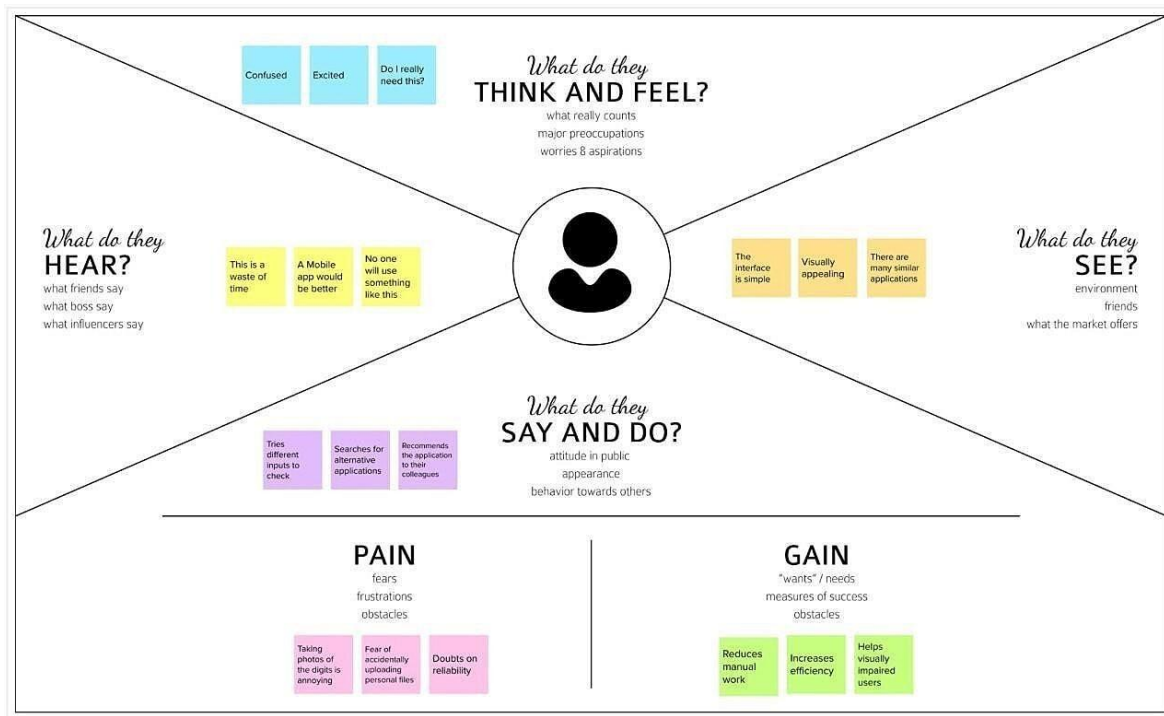 Confused
Excited
Do I really
need this?
What do they
THINK AND FEEL?
what really counts
major preoccupations
worries & aspirations
What do they
HEAR?
what friends say
what boss say
what influencers say
This is a
waste of
time
A Mobile
app would
be better
No one
will use
something
like this
The
interface
is simple
Visually
appealing
There are
many similar
applications
What do they
SEE?
environment
friends
what the market offers
What do they
SAY AND DO?
attitude in public
appearance
behavior towards others
Tries
different
inputs to
check
Searches for
alternative
applications
Recommends
the application
to their
colleagues
PAIN
fears
frustrations
obstacles
Taking
photos of
the digits is
annoying
Fear of
accidentally
uploading
personal files
Doubts on
reliability
GAIN
"wants" / needs
measures of success
obstacles
Reduces
manual
work
Increases
efficiency
Helps
visually
impaired
users